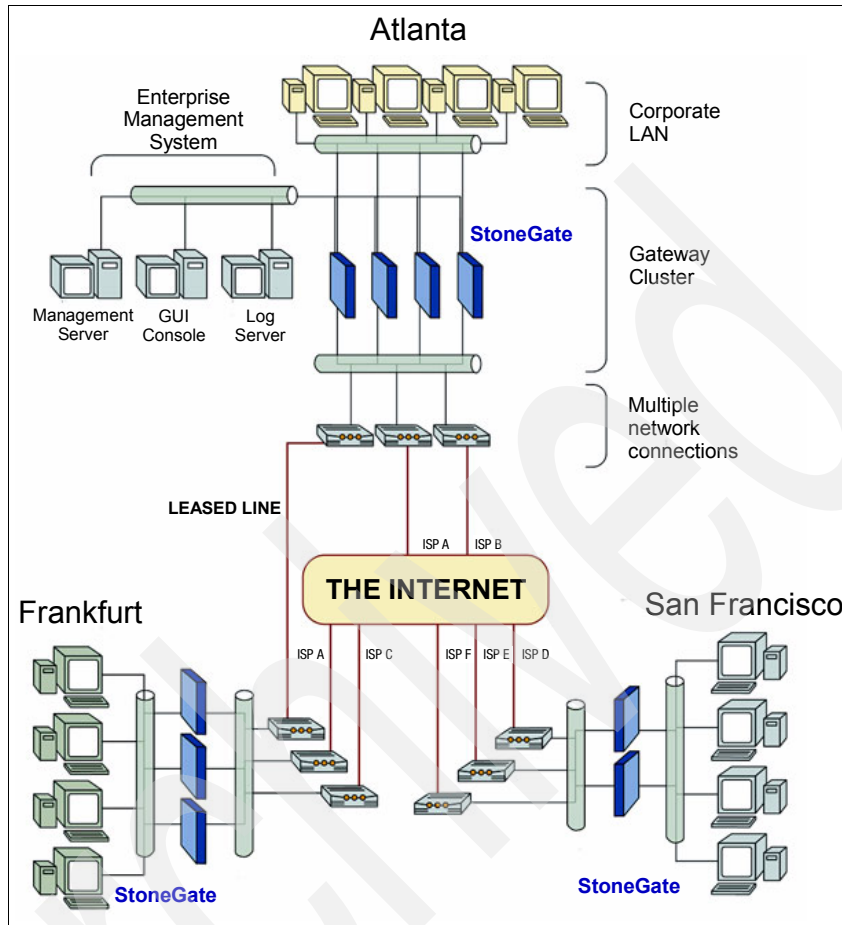 Atlanta
Enterprise
Management
System
Corporate
LAN
StoneGate
Gateway
Cluster
Management
Server
GUI
Console
Log
Server
Multiple
network
connections
LEASED LINE
ISP A
ISP B
THE INTERNET
Frankfurt
San Francisco
ISP A
ISP C
ISP F
ISP E
ISP D
StoneGate
StoneGate